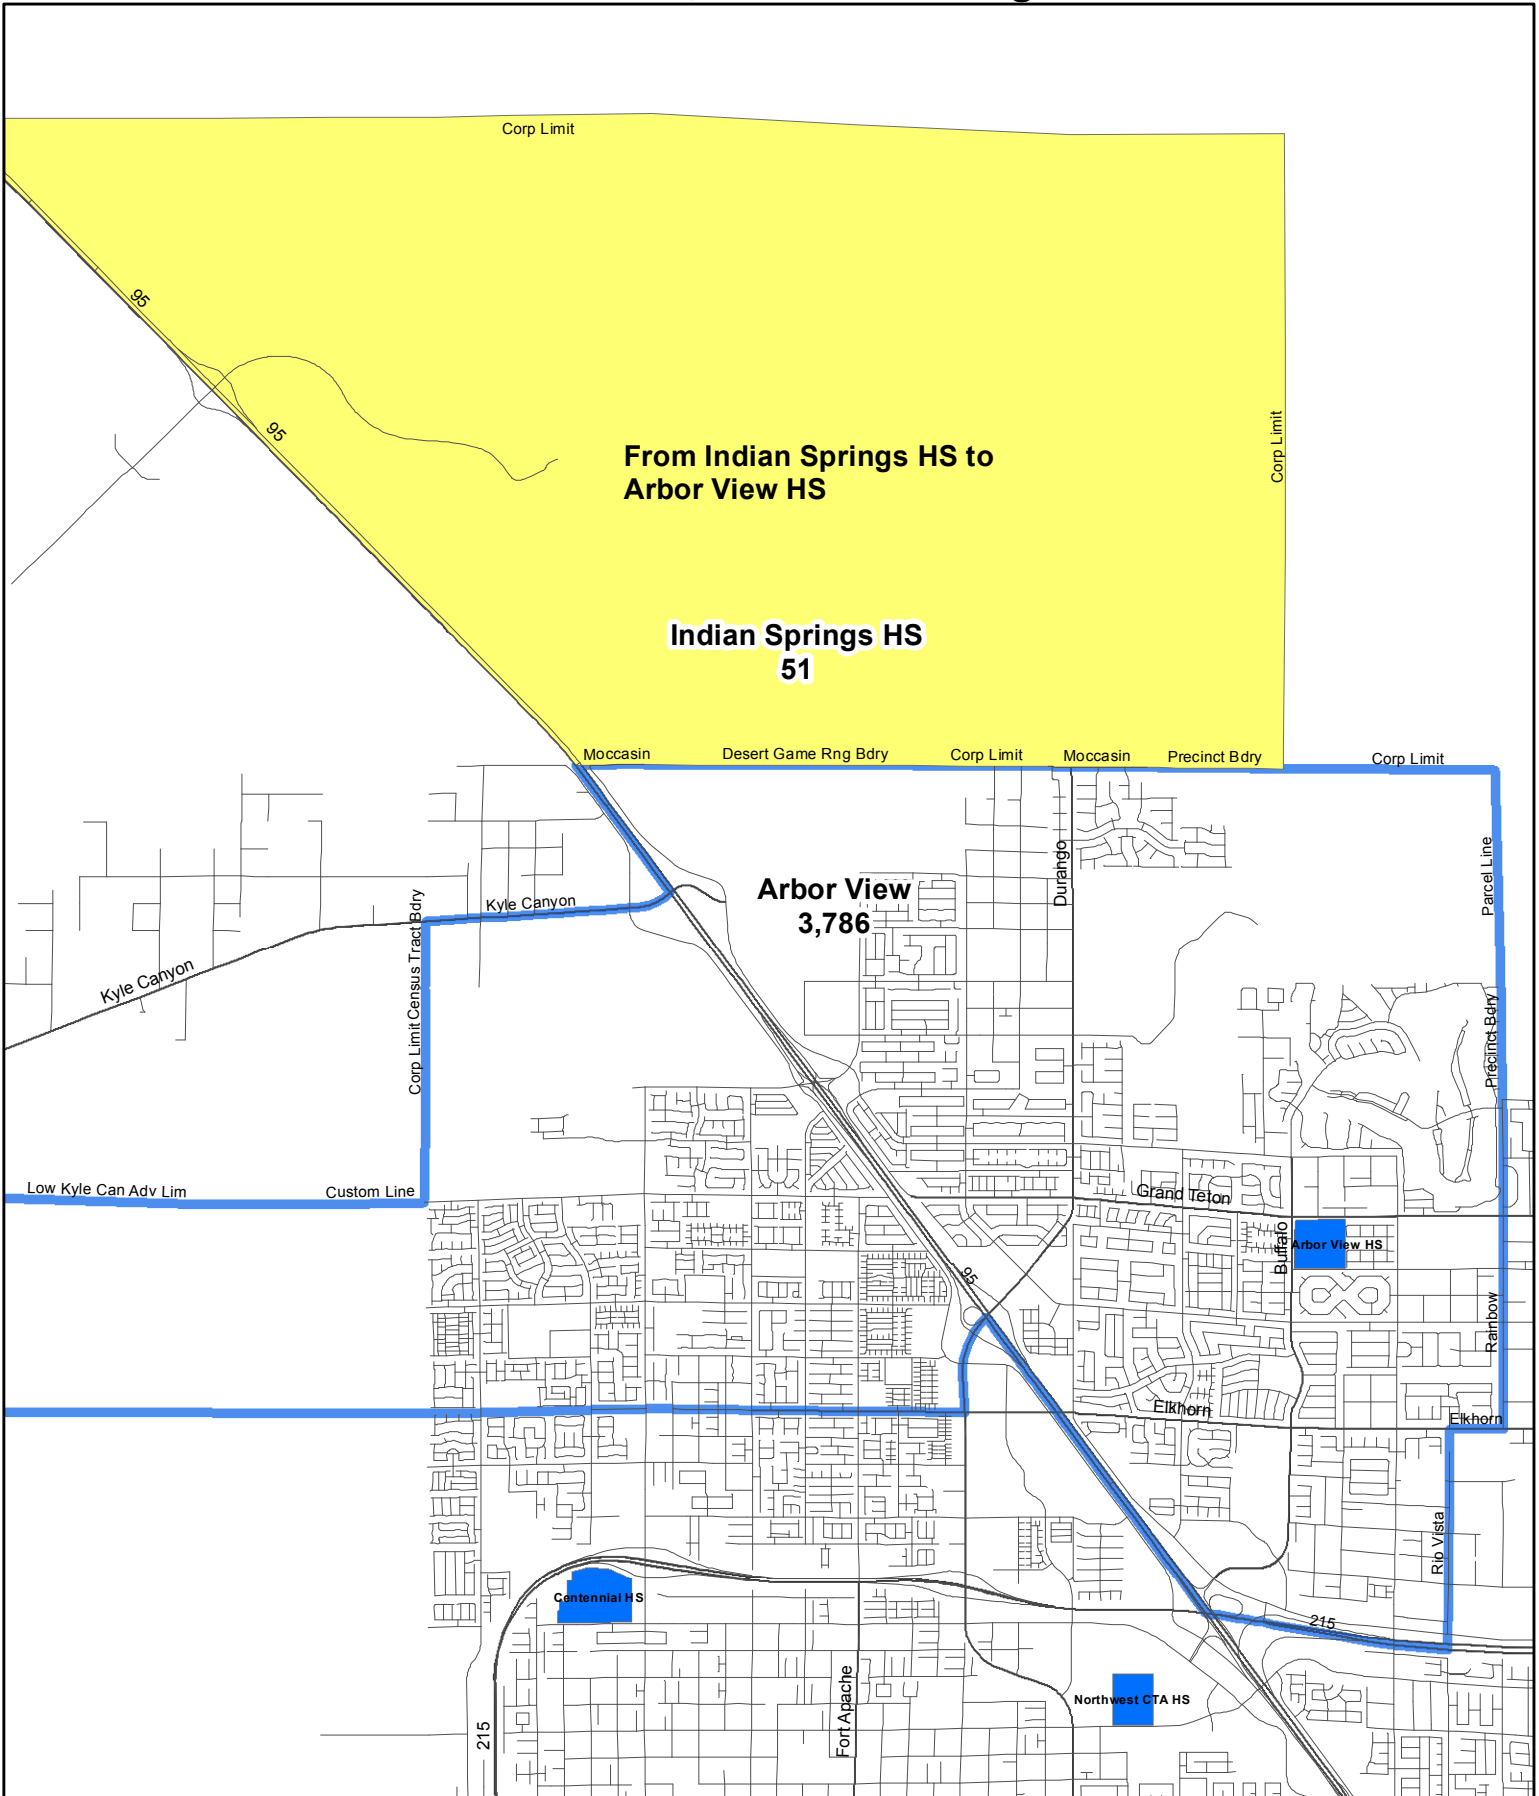 Corp Limit
95
95
Corp Limit
From Indian Springs HS to
Arbor View HS
Indian Springs HS
51
Moccasin
Desert Game Rng Bdry
Corp Limit
Moccasin
Precinct Bdry
Corp Limit
Durango
Parcel Line
Arbor View
3,786
Kyle Canyon
Corp Limit
Census Tract Bdry
Kyle Canyon
Precinct Bdry
Low Kyle Can Adv Lim
Custom Line
Grand Teton
Buffalo
Arbor View HS
95
Rainbow
Elkhorn
Elkhorn
Rio Vista
Centennial HS
215
Fort Apache
Northwest CTA HS
215